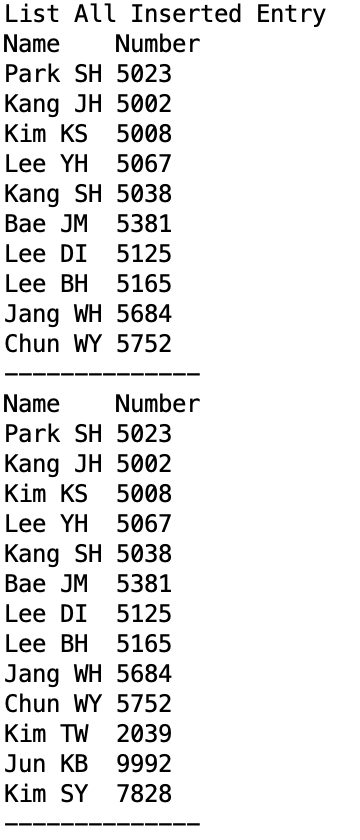 List All Inserted Entry
Name    Number
Park SH 5023
Kang JH 5002
Kim KS  5008
Lee YH  5067
Kang SH 5038
Bae JM  5381
Lee DI  5125
Lee BH  5165
Jang WH 5684
Chun WY 5752
--------------
Name    Number
Park SH 5023
Kang JH 5002
Kim KS  5008
Lee YH  5067
Kang SH 5038
Bae JM  5381
Lee DI  5125
Lee BH  5165
Jang WH 5684
Chun WY 5752
Kim TW  2039
Jun KB  9992
Kim SY  7828
--------------